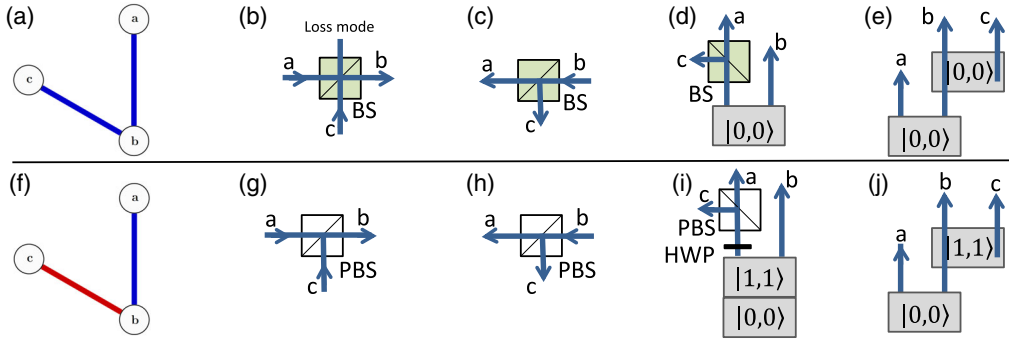 (a)
a
c
b
(b)
Loss mode
a
b
BS
c
(c)
a
b
BS
c
(d)
a
b
c
BS
|0,0⟩
(e)
b
c
a
|0,0⟩
|0,0⟩
(f)
a
c
b
(g)
a
b
PBS
c
(h)
a
b
PBS
c
(i)
a
b
c
PBS
HWP
|1,1⟩
|0,0⟩
(j)
b
c
a
|1,1⟩
|0,0⟩